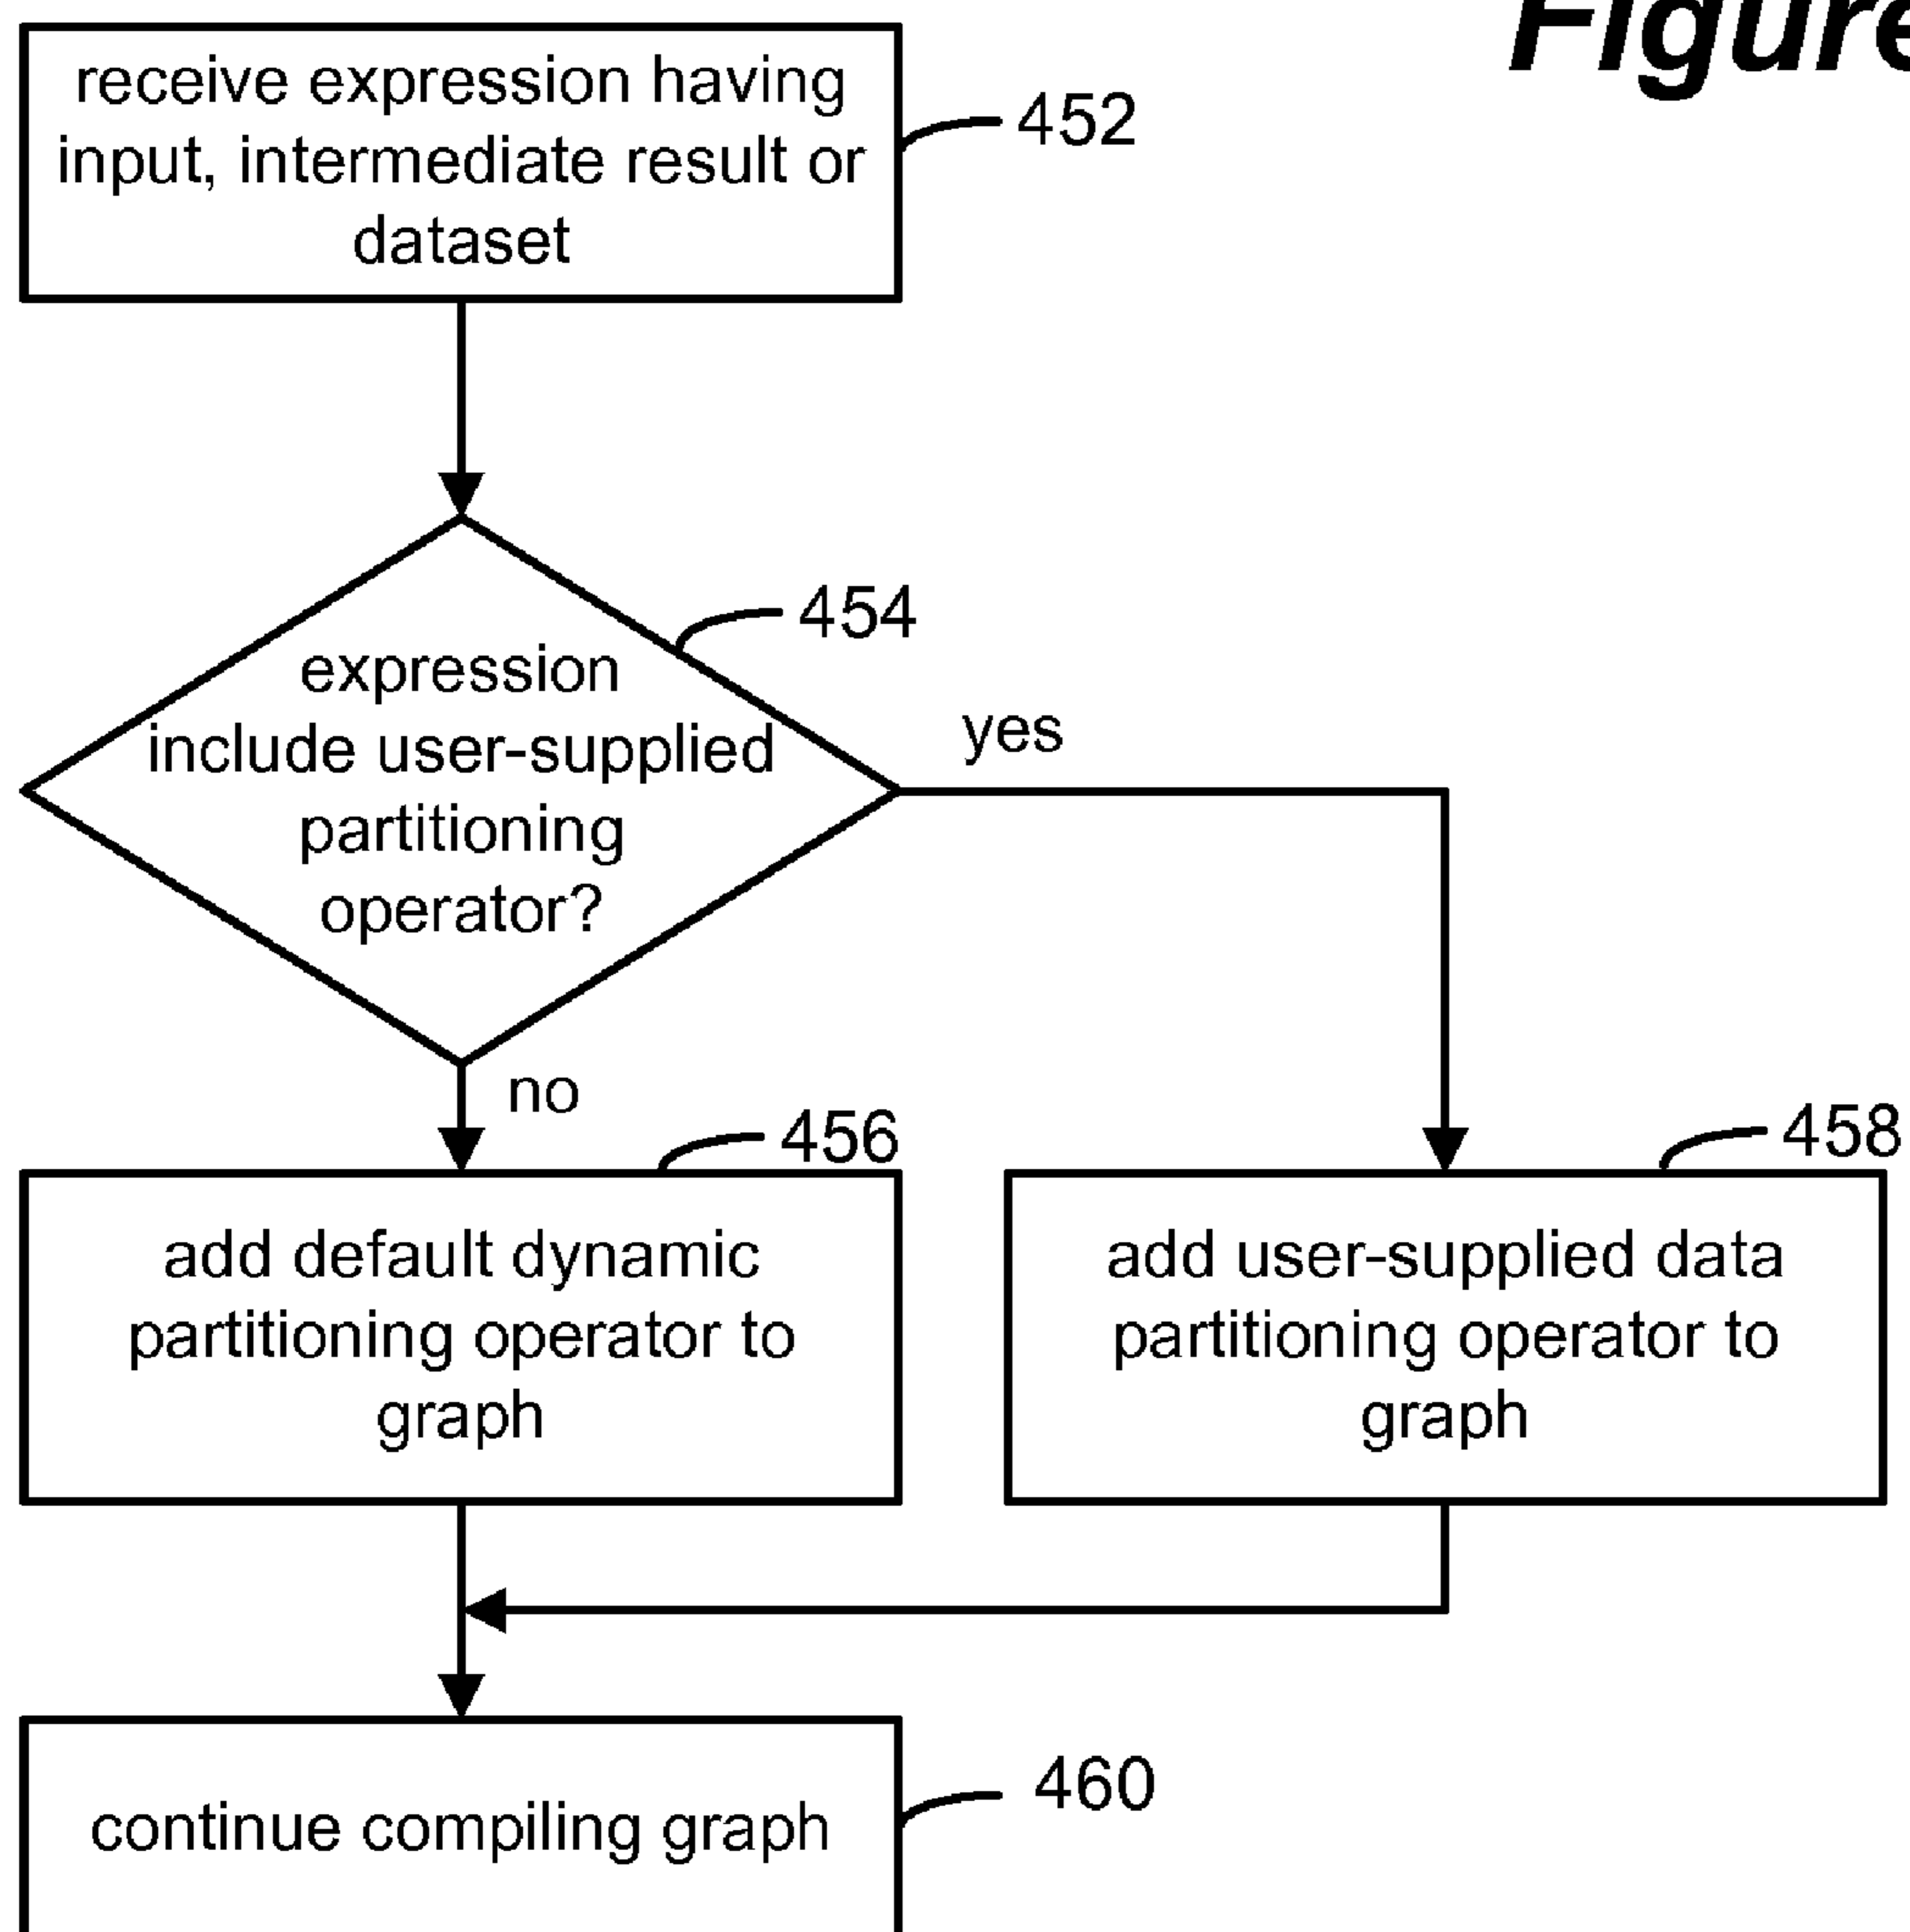 Figure
receive expression having
input, intermediate result or
dataset
452
454
expression
include user-supplied
partitioning
operator?
yes
no
456
458
add default dynamic
partitioning operator to
graph
add user-supplied data
partitioning operator to
graph
continue compiling graph
460